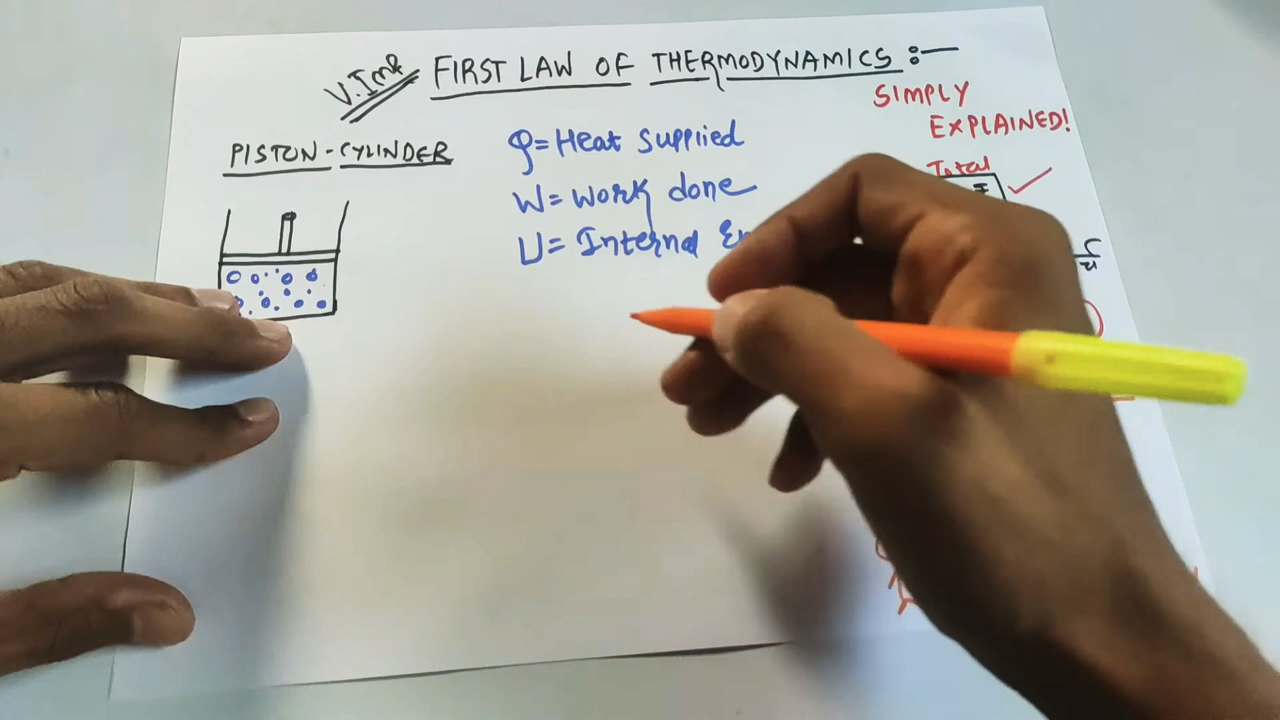 V. Imp FIRST LAW OF THERMODYNAMICS :-
SIMPLY
EXPLAINED!
PISTON-CYLINDER
Q= Heat Supplied
W= Work done
U= Internal
Total